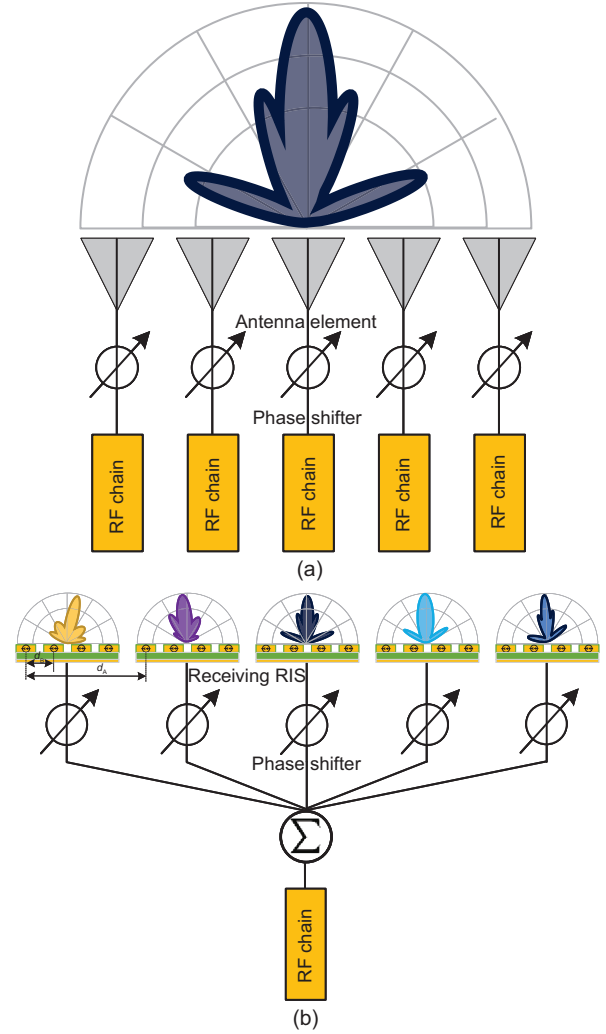 Antenna element
Phase shifter
RF chain
RF chain
RF chain
RF chain
RF chain
(a)
d_A
Receiving RIS
Phase shifter
Σ
RF chain
(b)